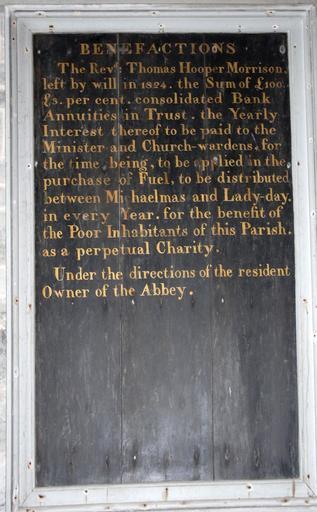 BENEFACTIONS
The Revd. Thomas Hooper Morrison.
left by will in 1824. the Sum of £100.
£3. per cent. consolidated Bank
Annuities in Trust. the Yearly
Interest thereof to be paid to the
Minister and Church-wardens. for
the time, being, to be applied in the
purchase of Fuel, to be distributed
between Michaelmas and Lady-day.
in every Year. for the benefit of
the Poor Inhabitants of this Parish.
as a perpetual Charity.
Under the directions of the resident
Owner of the Abbey.